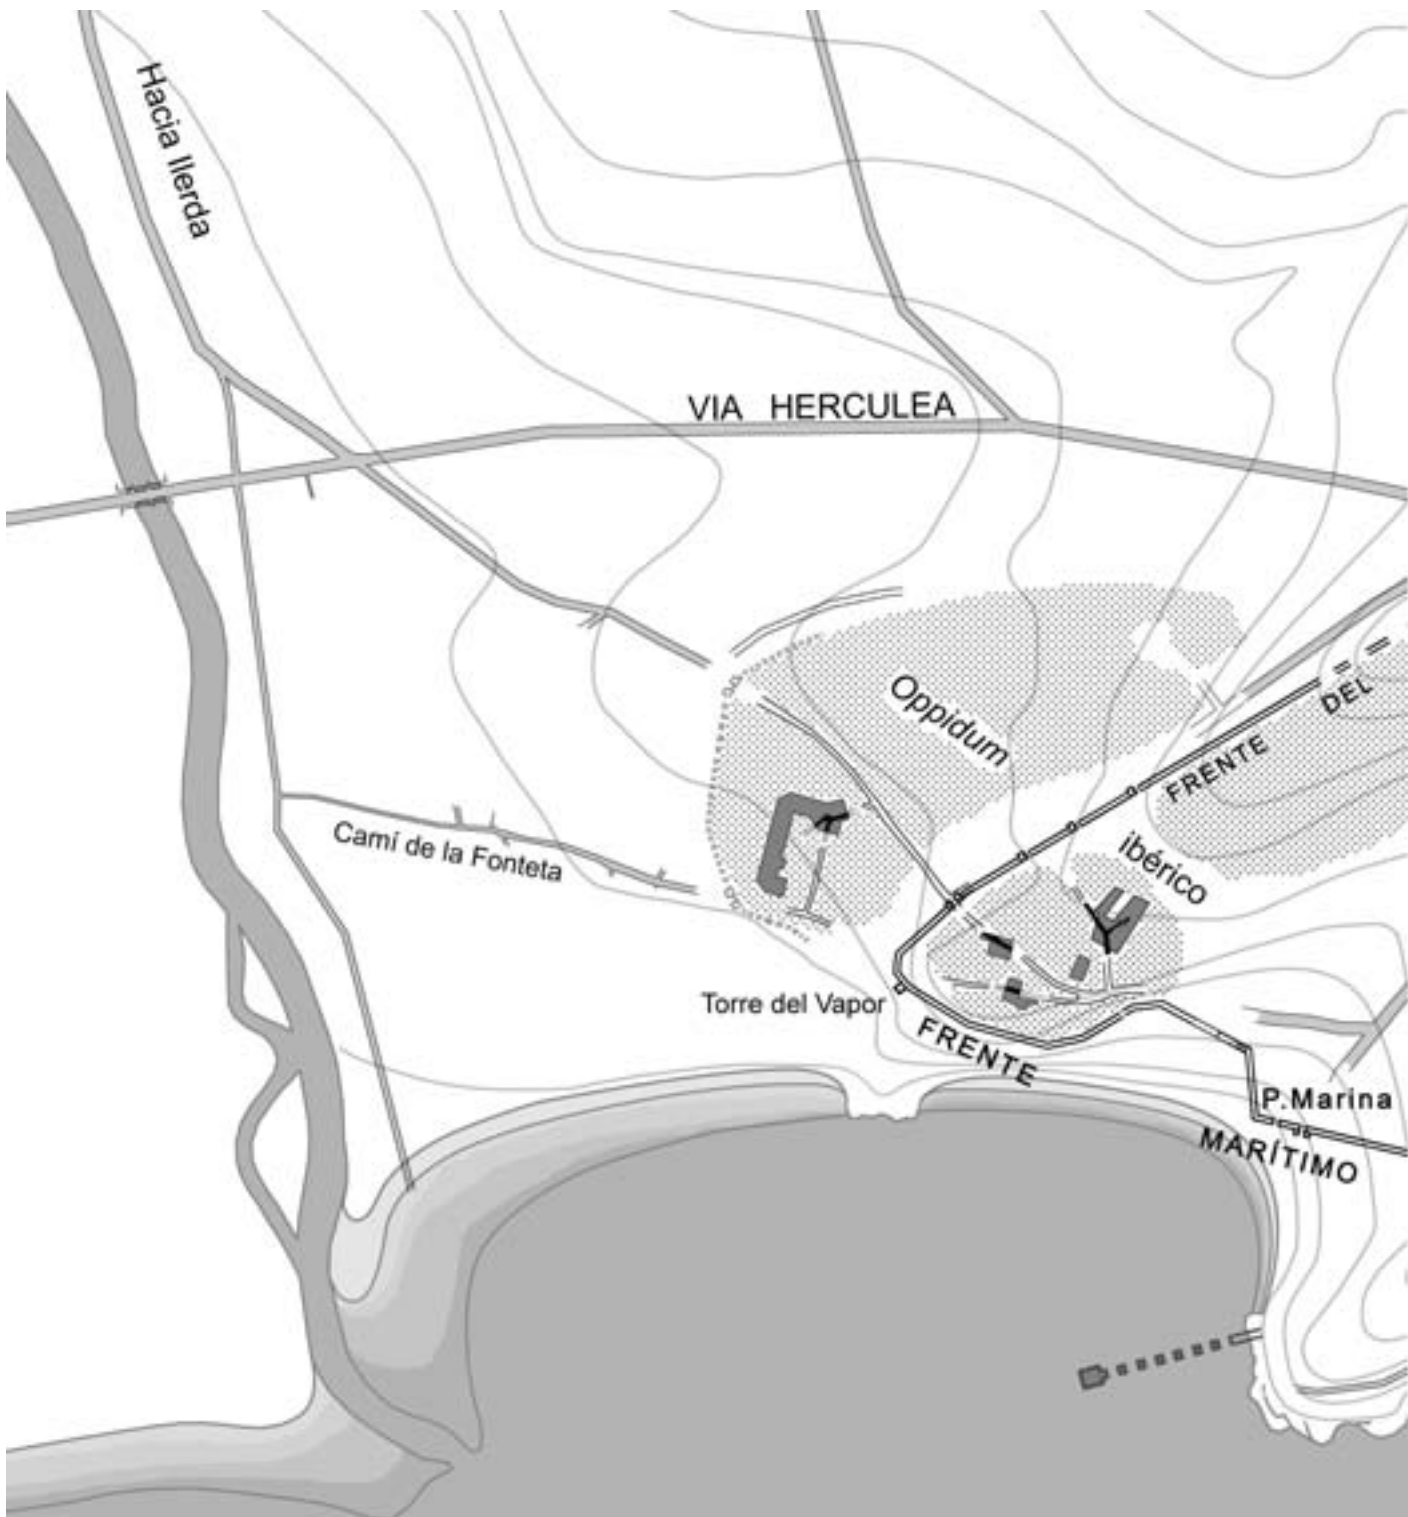 Hacia Ilerda
VIA HERCULEA
Oppidum
ibérico
FRENTE DEL
Camí de la Fonteta
Torre del Vapor
FRENTE
MARÍTIMO
P.Marina